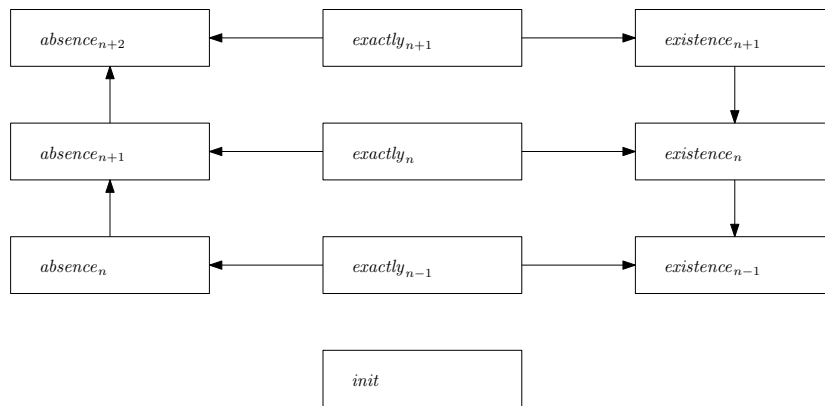 absence_{n+2} exactly_{n+1} existence_{n+1}
absence_{n+1} exactly_n existence_n
absence_n exactly_{n−1} existence_{n−1}
init